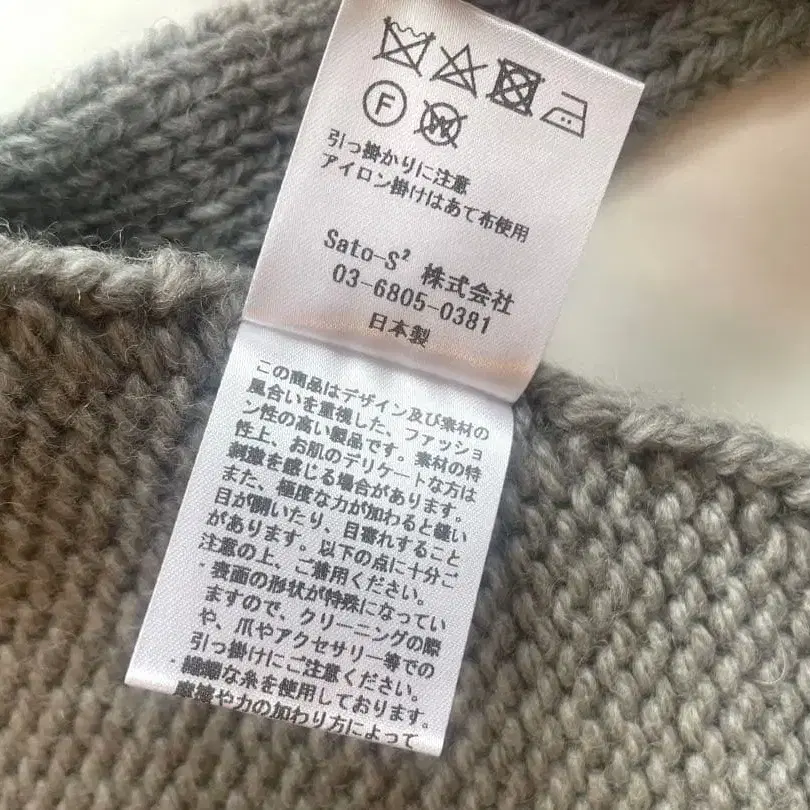 F
W
引っ掛かりに注意
アイロン掛けはあて布使用
Sato-S² 株式会社
03-6805-0381
日本製
この商品はデザイン及び素材の
風合いを重視した、ファッショ
ン性の高い製品です。素材の特
性上、お肌のデリケートな方は
刺激を感じる場合があります。
また、極度な力が加わると縫い
目が開いたり、目寄れすること
があります。以下の点に十分ご
注意の上、ご着用ください。
・表面の形状が特殊になってい
ますので、クリーニングの際
や、爪やアクセサリー等での
引っ掛けにご注意ください。
・繊細な糸を使用しております。
摩擦や力の加わり方によって